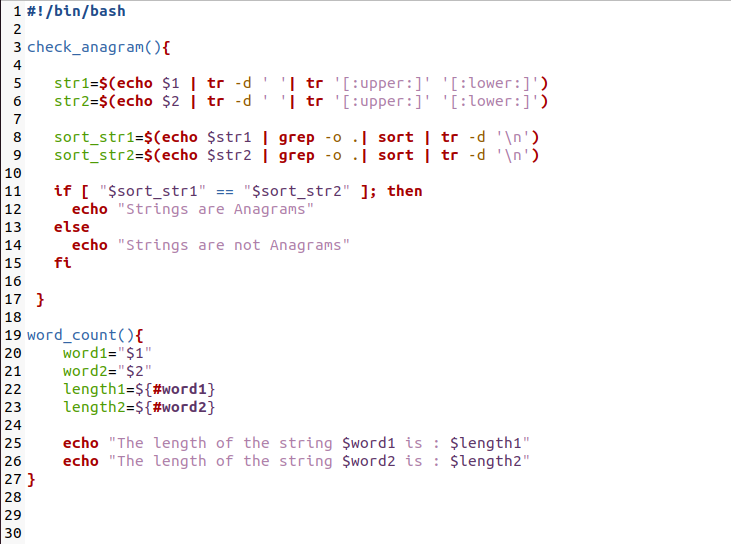 1 #!/bin/bash
2
3 check_anagram(){
4
5    str1=$(echo $1 | tr -d ' '| tr '[:upper:]' '[:lower:]')
6    str2=$(echo $2 | tr -d ' '| tr '[:upper:]' '[:lower:]')
7
8    sort_str1=$(echo $str1 | grep -o .| sort | tr -d '\n')
9    sort_str2=$(echo $str2 | grep -o .| sort | tr -d '\n')
10
11    if [ "$sort_str1" == "$sort_str2" ]; then
12      echo "Strings are Anagrams"
13    else
14      echo "Strings are not Anagrams"
15    fi
16
17  }
18
19 word_count(){
20     word1="$1"
21     word2="$2"
22     length1=${#word1}
23     length2=${#word2}
24
25     echo "The length of the string $word1 is : $length1"
26     echo "The length of the string $word2 is : $length2"
27 }
28
29
30